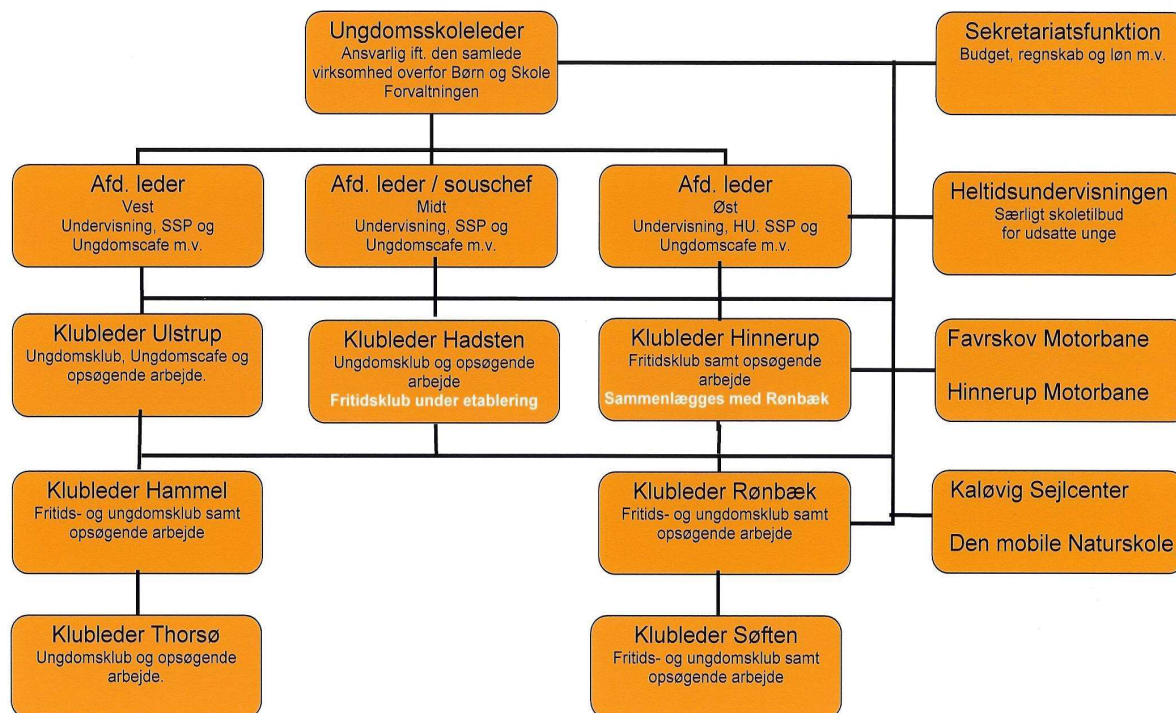 Ungdomsskoleleder
Ansvarlig ift. den samlede
virksomhed overfor Børn og Skole
Forvaltningen
Sekretariatsfunktion
Budget, regnskab og løn m.v.
Afd. leder
Vest
Undervisning, SSP og
Ungdomscafe m.v.
Afd. leder / souschef
Midt
Undervisning, SSP og
Ungdomscafe m.v.
Afd. leder
Øst
Undervisning, HU. SSP og
Ungdomscafe m.v.
Heltidsundervisningen
Særligt skoletilbud
for udsatte unge
Klubleder Ulstrup
Ungdomsklub, Ungdomscafe og
opsøgende arbejde.
Klubleder Hadsten
Ungdomsklub og opsøgende
arbejde
Fritidsklub under etablering
Klubleder Hinnerup
Fritidsklub samt opsøgende
arbejde
Sammenlægges med Rønbæk
Favrskov Motorbane
Hinnerup Motorbane
Klubleder Hammel
Fritids- og ungdomsklub samt
opsøgende arbejde
Klubleder Rønbæk
Fritids- og ungdomsklub samt
opsøgende arbejde
Kaløvig Sejlcenter
Den mobile Naturskole
Klubleder Thorsø
Ungdomsklub og opsøgende
arbejde.
Klubleder Søften
Fritids- og ungdomsklub samt
opsøgende arbejde